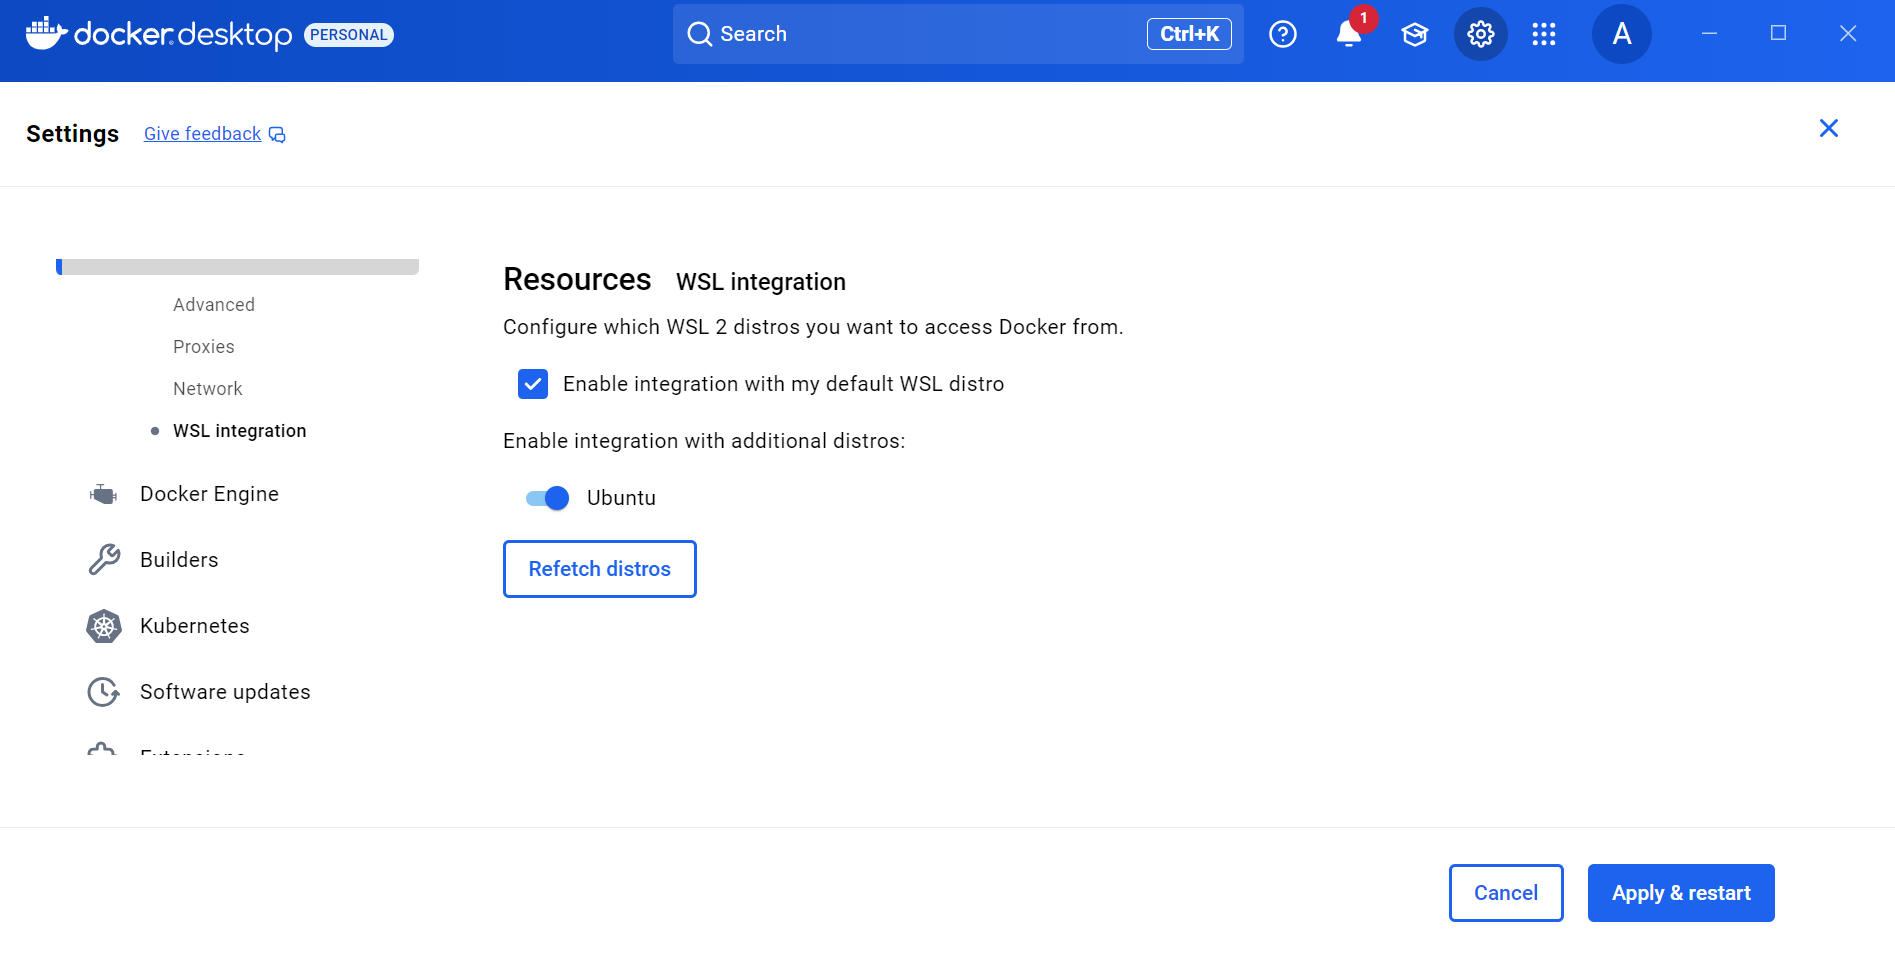 docker.desktop PERSONAL
Search
Ctrl+K
1
A
Settings
Give feedback
Advanced
Proxies
Network
WSL integration
Docker Engine
Builders
Kubernetes
Software updates
Extensions
Resources WSL integration
Configure which WSL 2 distros you want to access Docker from.
Enable integration with my default WSL distro
Enable integration with additional distros:
Ubuntu
Refetch distros
Cancel
Apply & restart